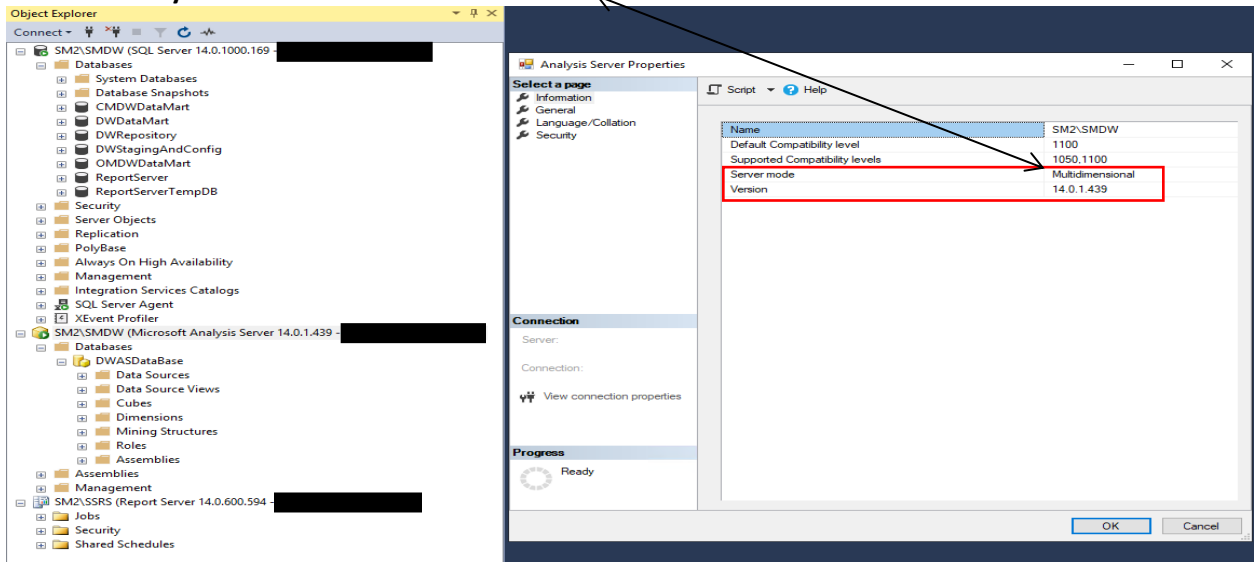 Object Explorer
Connect
SM2\SMDW (SQL Server 14.0.1000.169 -
Databases
System Databases
Database Snapshots
CMDWDataMart
DWDataMart
DWRepository
DWStagingAndConfig
OMDWDataMart
ReportServer
ReportServerTempDB
Security
Server Objects
Replication
PolyBase
Always On High Availability
Management
Integration Services Catalogs
SQL Server Agent
XEvent Profiler
SM2\SMDW (Microsoft Analysis Server 14.0.1.439 -
Databases
DWASDataBase
Data Sources
Data Source Views
Cubes
Dimensions
Mining Structures
Roles
Assemblies
Assemblies
Management
SM2\SSRS (Report Server 14.0.600.594 -
Jobs
Security
Shared Schedules
Analysis Server Properties
Select a page
Information
General
Language/Collation
Security
Script Help
Name SM2\SMDW
Default Compatibility level 1100
Supported Compatibility levels 1050,1100
Server mode Multidimensional
Version 14.0.1.439
Connection
Server:
Connection:
View connection properties
Progress
Ready
OK Cancel